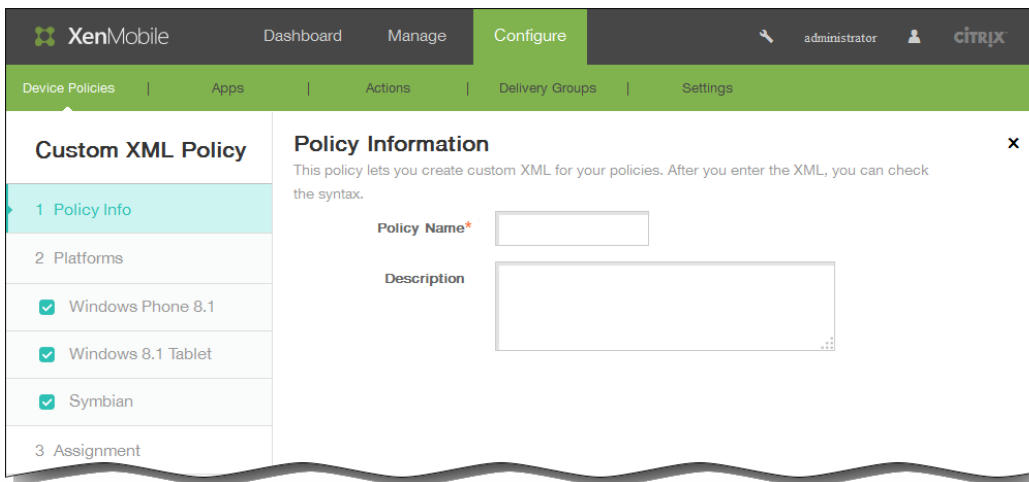 XenMobile Dashboard Manage Configure administrator CİTRIX
Device Policies | Apps | Actions | Delivery Groups | Settings
Custom XML Policy
1 Policy Info
2 Platforms
Windows Phone 8.1
Windows 8.1 Tablet
Symbian
3 Assignment
Policy Information
x
This policy lets you create custom XML for your policies. After you enter the XML, you can check
the syntax.
Policy Name*
Description